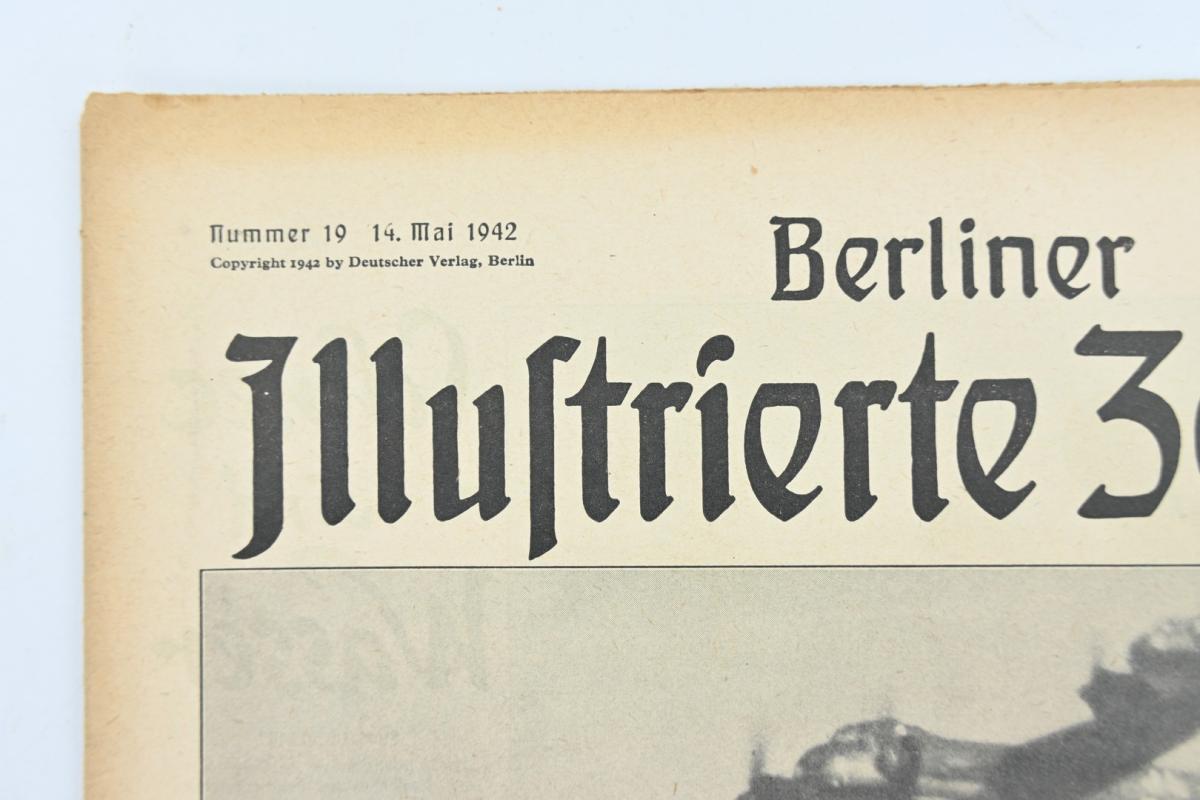 Nummer 19 14. Mai 1942
Copyright 1942 by Deutscher Verlag, Berlin
Berliner
Illustrierte